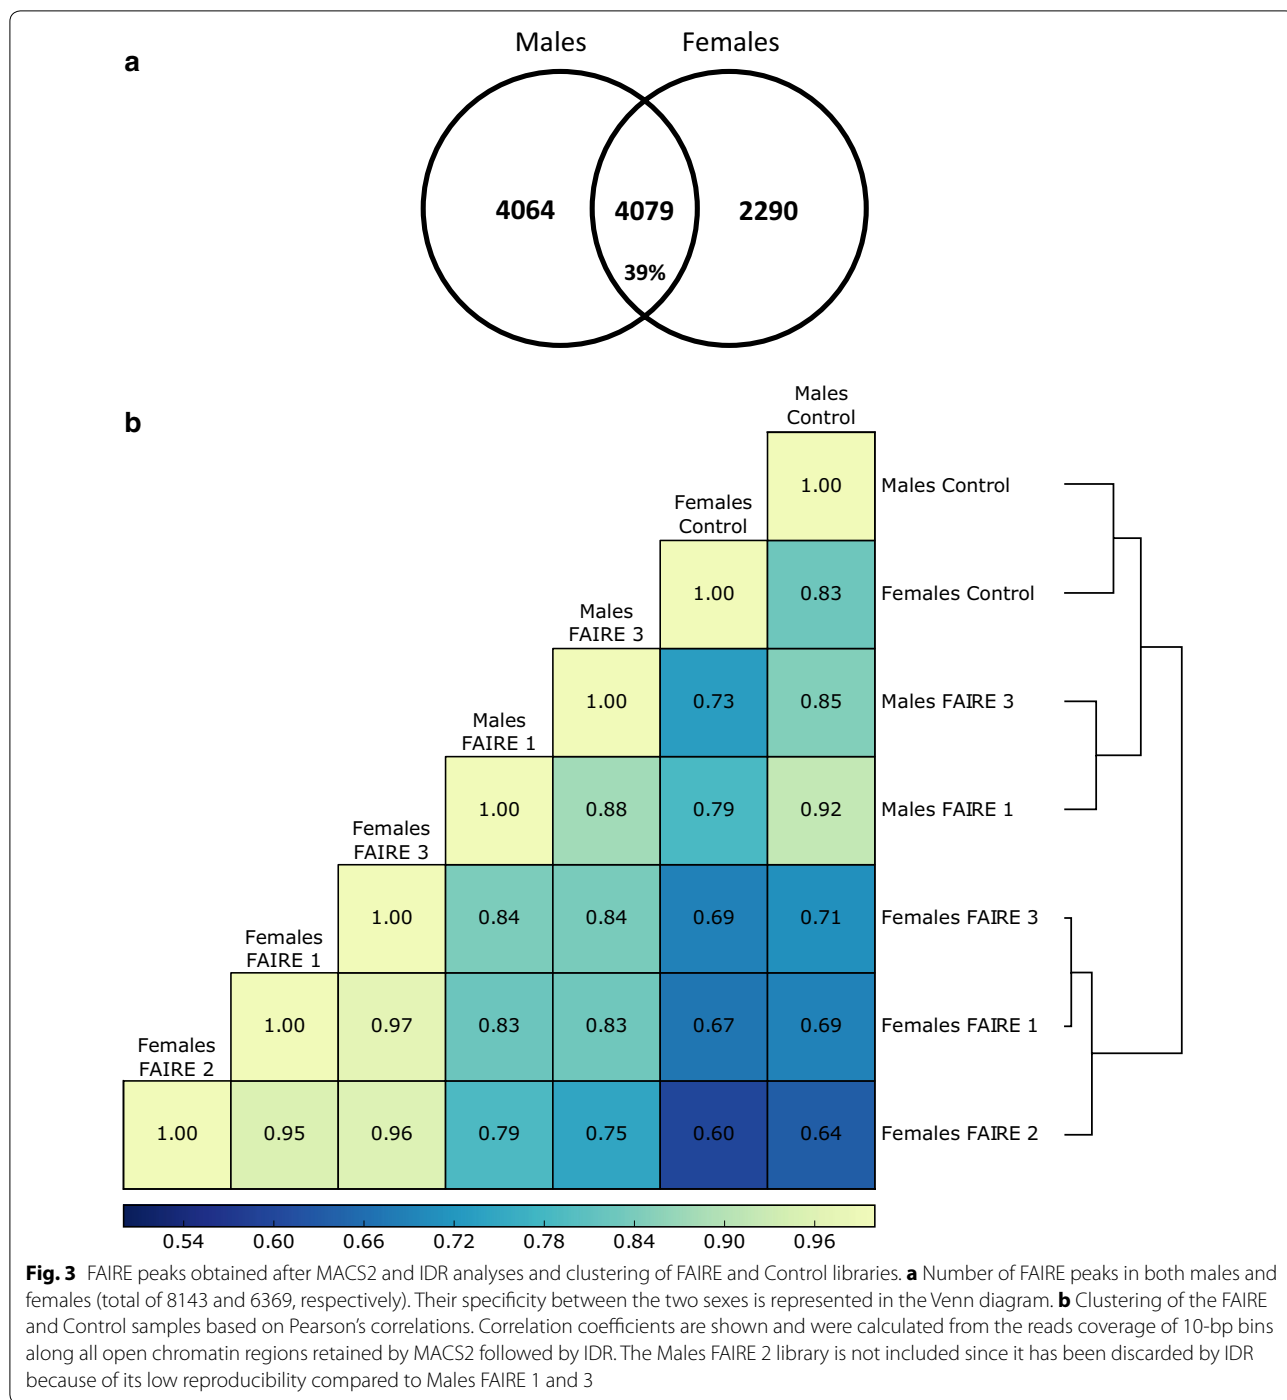 a
Males Females
4064 4079 2290
39%
b
Males
Control
1.00 Males Control
Females
Control
1.00 0.83 Females Control
Males
FAIRE 3
1.00 0.73 0.85 Males FAIRE 3
Males
FAIRE 1
1.00 0.88 0.79 0.92 Males FAIRE 1
Females
FAIRE 3
1.00 0.84 0.84 0.69 0.71 Females FAIRE 3
Females
FAIRE 1
1.00 0.97 0.83 0.83 0.67 0.69 Females FAIRE 1
Females
FAIRE 2
1.00 0.95 0.96 0.79 0.75 0.60 0.64 Females FAIRE 2
0.54 0.60 0.66 0.72 0.78 0.84 0.90 0.96
Fig. 3 FAIRE peaks obtained after MACS2 and IDR analyses and clustering of FAIRE and Control libraries. a Number of FAIRE peaks in both males and
females (total of 8143 and 6369, respectively). Their specificity between the two sexes is represented in the Venn diagram. b Clustering of the FAIRE
and Control samples based on Pearson's correlations. Correlation coefficients are shown and were calculated from the reads coverage of 10-bp bins
along all open chromatin regions retained by MACS2 followed by IDR. The Males FAIRE 2 library is not included since it has been discarded by IDR
because of its low reproducibility compared to Males FAIRE 1 and 3